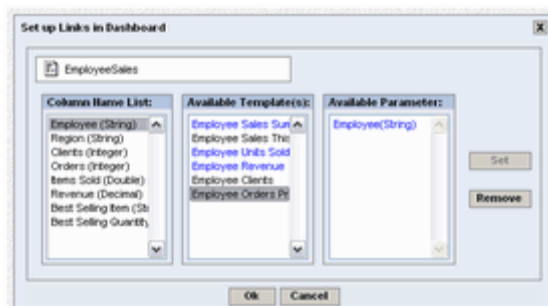 Set up Links in Dashboard
EmployeeSales
Column Name List:
Employee (String)
Region (String)
Clients (Integer)
Orders (Integer)
Items Sold (Double)
Revenue (Decimal)
Best Selling Item (St
Best Selling Quantity
Available Template(s):
Employee Sales Sum
Employee Sales This
Employee Units Sold
Employee Revenue
Employee Clients
Employee Orders Pr
Available Parameter:
Employee(String)
Set
Remove
Ok
Cancel